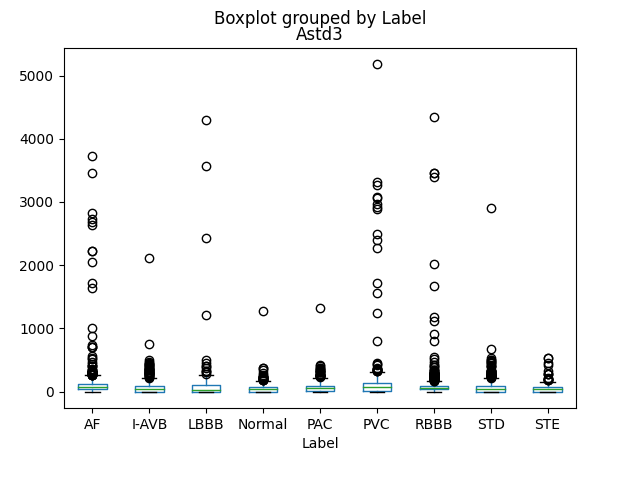 Boxplot grouped by Label
Astd3
5000
4000
3000
2000
1000
0
AF I-AVB LBBB Normal PAC PVC RBBB STD STE
Label